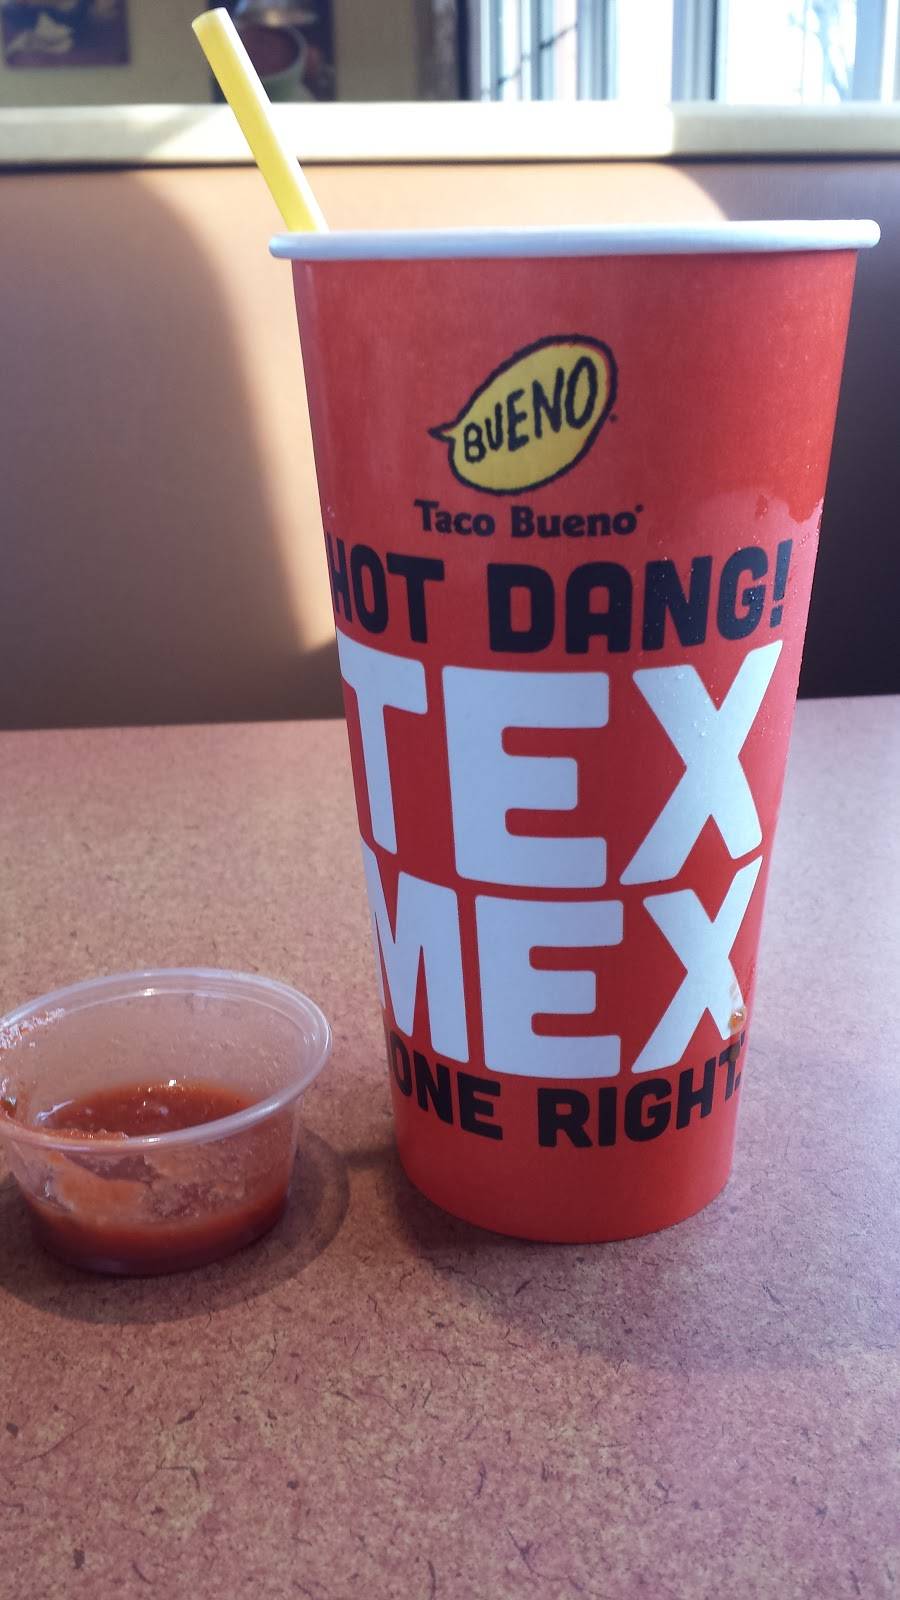 BUENO
Taco Bueno
HOT DANG!
TEX
MEX
ONE RIGHT.